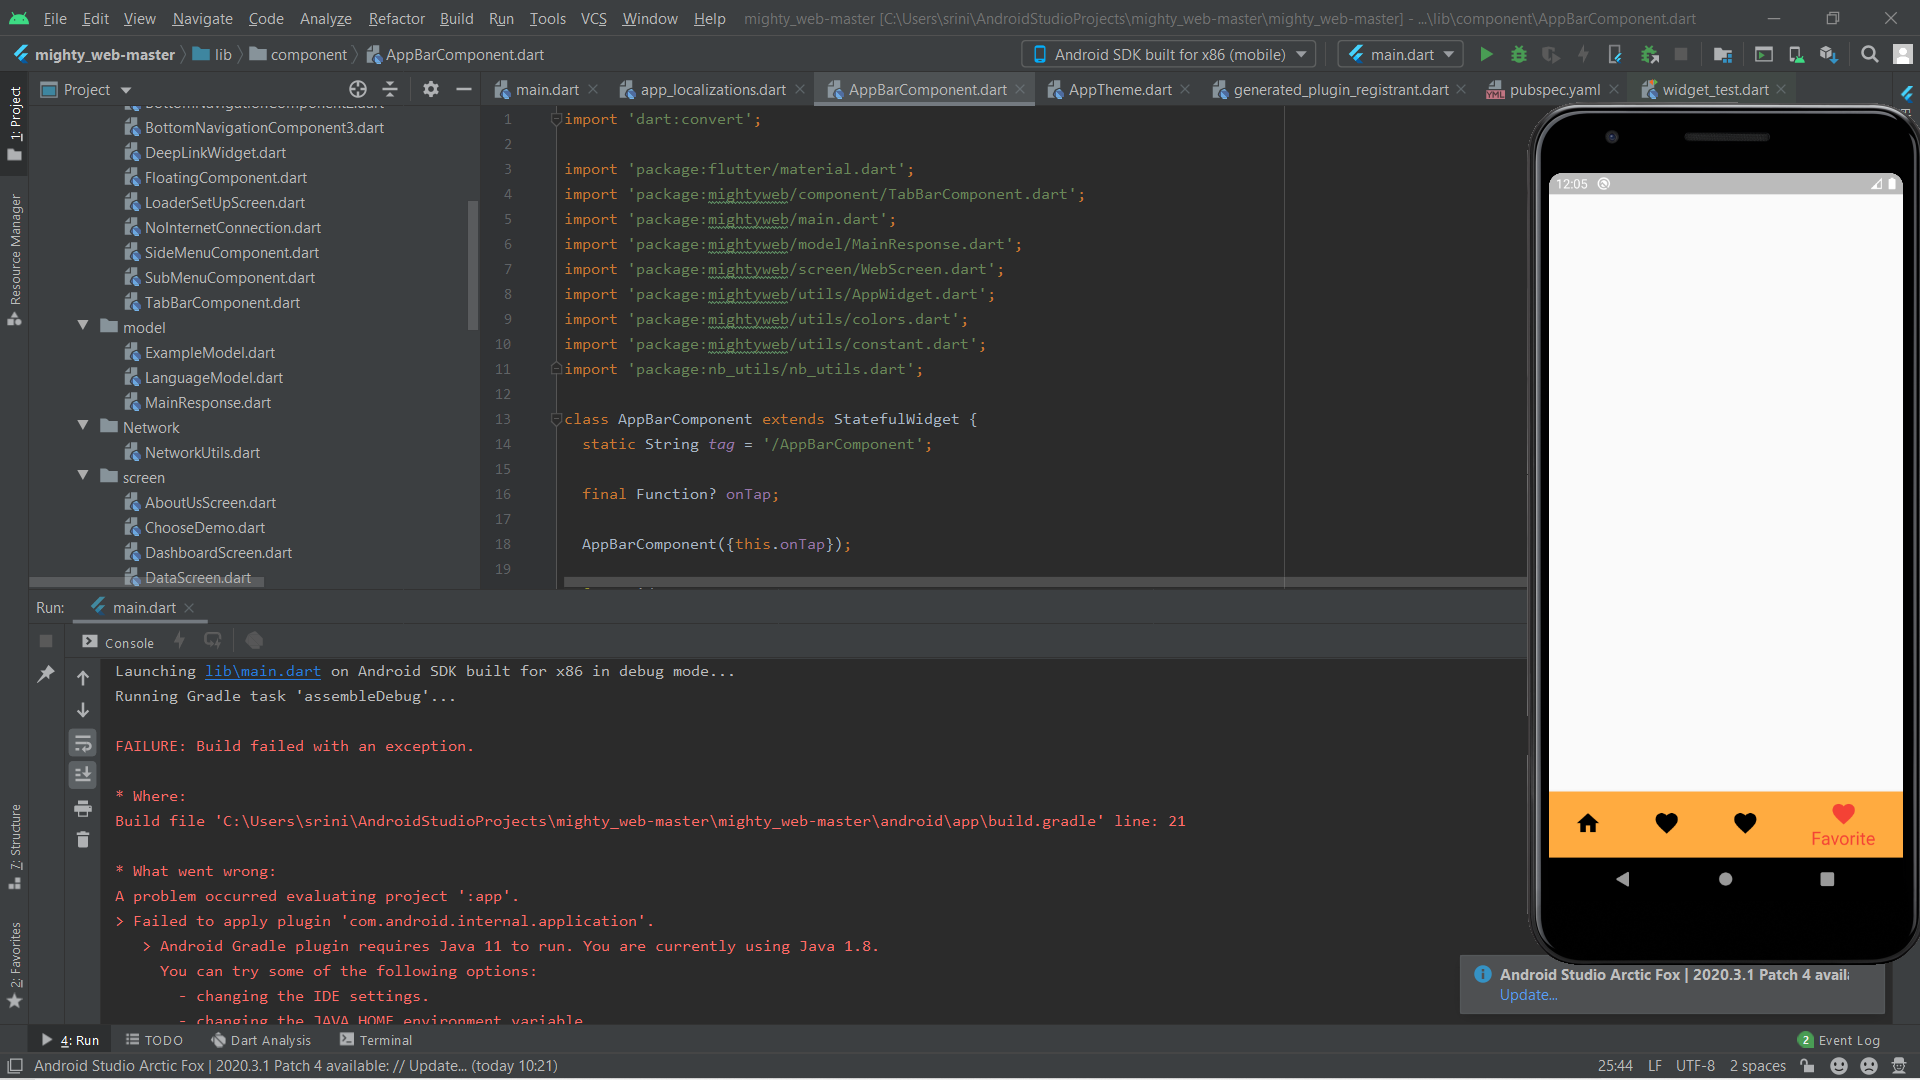 File Edit View Navigate Code Analyze Refactor Build Run Tools VCS Window Help mighty_web-master [C:\Users\srini\AndroidStudioProjects\mighty_web-master\mighty_web-master] - ...\lib\component\AppBarComponent.dart
mighty_web-master lib component AppBarComponent.dart Android SDK built for x86 (mobile) main.dart
Project main.dart app_localizations.dart AppBarComponent.dart AppTheme.dart generated_plugin_registrant.dart pubspec.yaml widget_test.dart
1: Project
Resource Manager
7: Structure
2: Favorites
BottomNavigationComponent.dart
BottomNavigationComponent3.dart
DeepLinkWidget.dart
FloatingComponent.dart
LoaderSetUpScreen.dart
NoInternetConnection.dart
SideMenuComponent.dart
SubMenuComponent.dart
TabBarComponent.dart
model
ExampleModel.dart
LanguageModel.dart
MainResponse.dart
Network
NetworkUtils.dart
screen
AboutUsScreen.dart
ChooseDemo.dart
DashboardScreen.dart
DataScreen.dart
1 import 'dart:convert';
2
3 import 'package:flutter/material.dart';
4 import 'package:mightyweb/component/TabBarComponent.dart';
5 import 'package:mightyweb/main.dart';
6 import 'package:mightyweb/model/MainResponse.dart';
7 import 'package:mightyweb/screen/WebScreen.dart';
8 import 'package:mightyweb/utils/AppWidget.dart';
9 import 'package:mightyweb/utils/colors.dart';
10 import 'package:mightyweb/utils/constant.dart';
11 import 'package:nb_utils/nb_utils.dart';
12
13 class AppBarComponent extends StatefulWidget {
14 static String tag = '/AppBarComponent';
15
16 final Function? onTap;
17
18 AppBarComponent({this.onTap});
19
12:05
Favorite
Run: main.dart
Console
Launching lib\main.dart on Android SDK built for x86 in debug mode...
Running Gradle task 'assembleDebug'...
FAILURE: Build failed with an exception.
* Where:
Build file 'C:\Users\srini\AndroidStudioProjects\mighty_web-master\mighty_web-master\android\app\build.gradle' line: 21
* What went wrong:
A problem occurred evaluating project ':app'.
> Failed to apply plugin 'com.android.internal.application'.
> Android Gradle plugin requires Java 11 to run. You are currently using Java 1.8.
You can try some of the following options:
- changing the IDE settings.
- changing the JAVA_HOME environment variable
Android Studio Arctic Fox | 2020.3.1 Patch 4 availa
Update...
4: Run TODO Dart Analysis Terminal 2 Event Log
Android Studio Arctic Fox | 2020.3.1 Patch 4 available: // Update... (today 10:21) 25:44 LF UTF-8 2 spaces